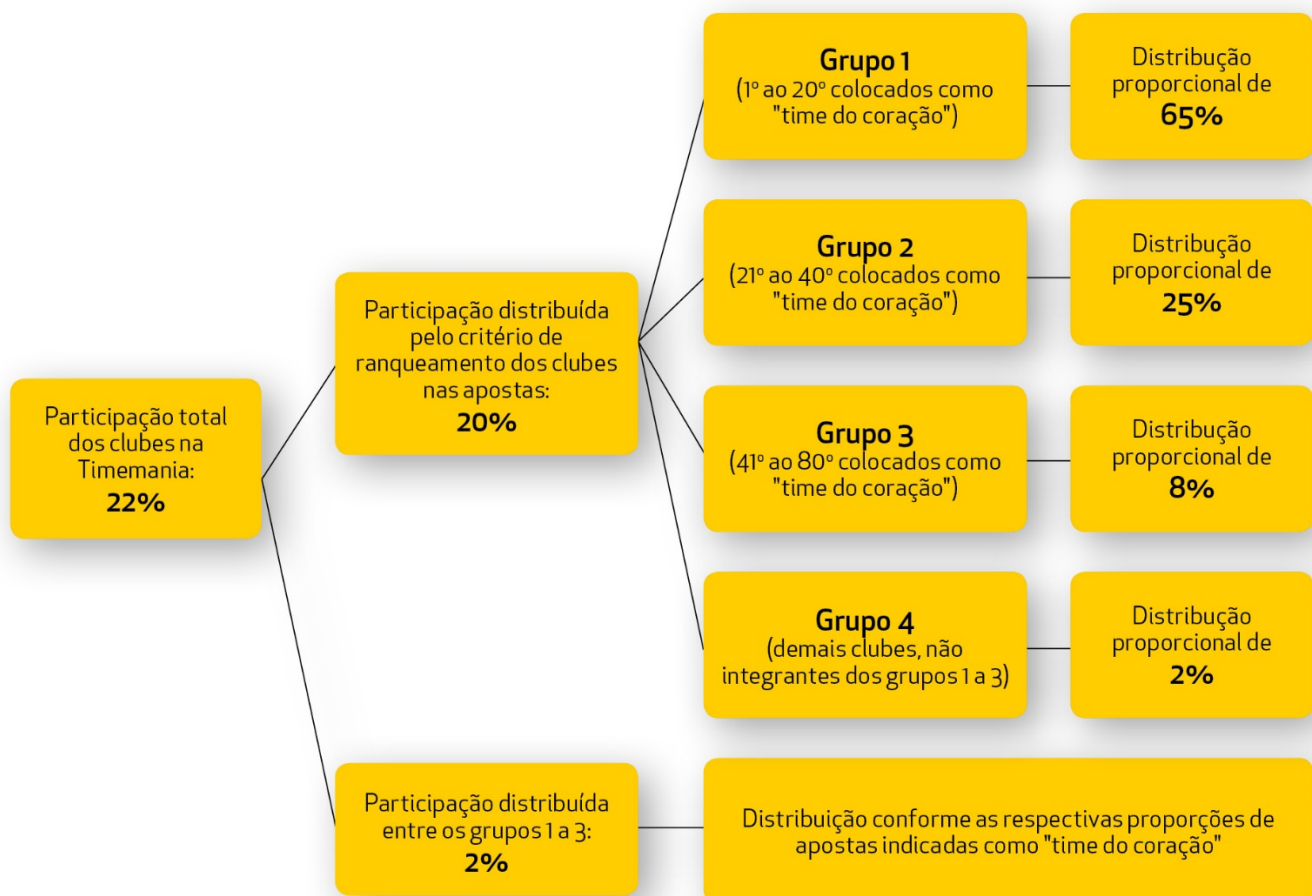 Participação total
dos clubes na
Timemania:
22%
Participação distribuída
pelo critério de
ranqueamento dos clubes
nas apostas:
20%
Grupo 1
(1º ao 20º colocados como
"time do coração")
Distribução
proporcional de
65%
Grupo 2
(21º ao 40º colocados como
"time do coração")
Distribução
proporcional de
25%
Grupo 3
(41º ao 80º colocados como
"time do coração")
Distribução
proporcional de
8%
Grupo 4
(demais clubes, não
integrantes dos grupos 1 a 3)
Distribução
proporcional de
2%
Participação distribuída
entre os grupos 1 a 3:
2%
Distribuição conforme as respectivas proporções de
apostas indicadas como "time do coração"